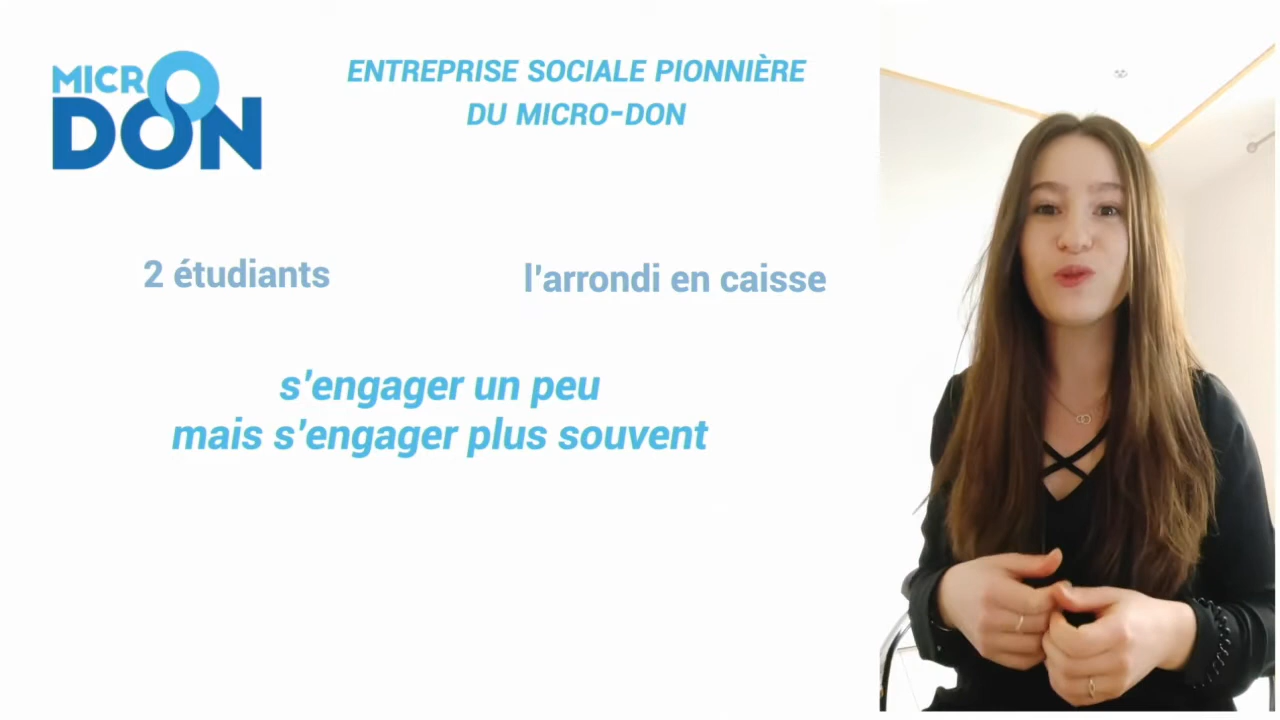 MICRO
DON
ENTREPRISE SOCIALE PIONNIÈRE
DU MICRO-DON
2 étudiants
l'arrondi en caisse
s'engager un peu
mais s'engager plus souvent